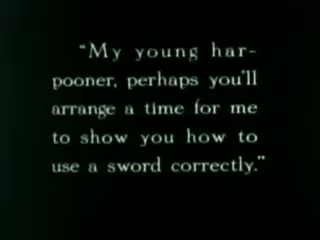 “My young har-
pooner, perhaps you'll
arrange a time for me
to show you how to
use a sword correctly.”